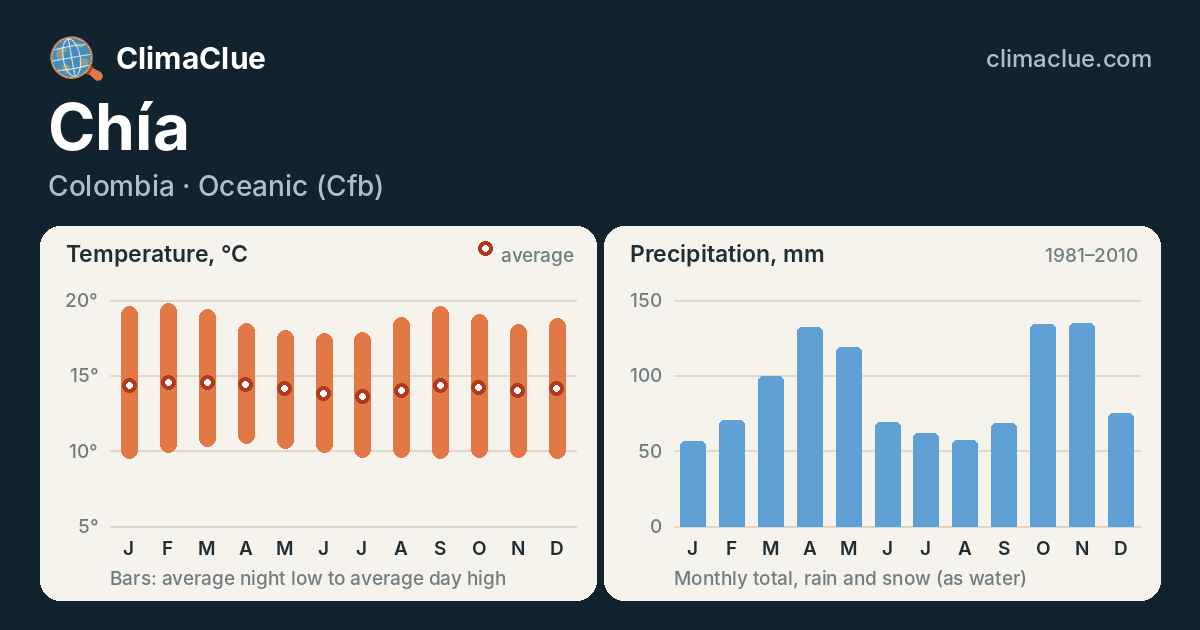 ClimaClue
climaclue.com
Chía
Colombia · Oceanic (Cfb)
Temperature, °C
average
20°
15°
10°
5°
J F M A M J J A S O N D
Bars: average night low to average day high
Precipitation, mm
1981–2010
150
100
50
0
J F M A M J J A S O N D
Monthly total, rain and snow (as water)